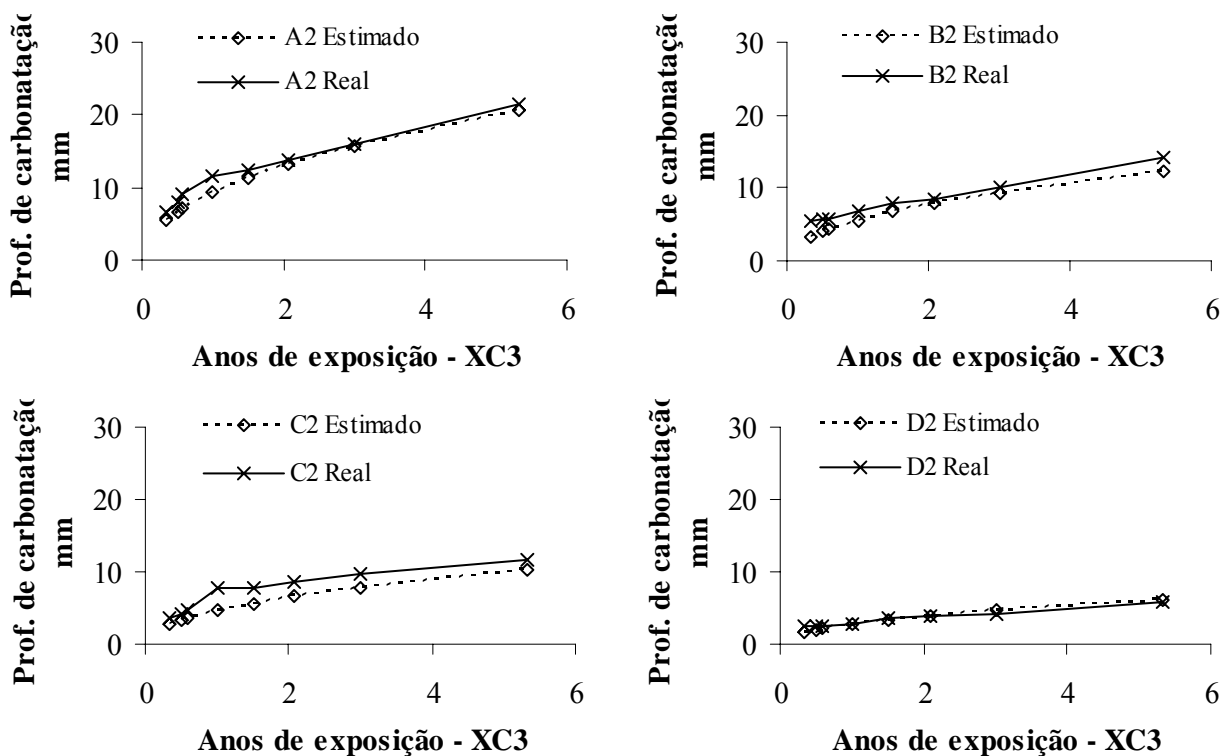 Prof. de carbonatação
mm
30
20
10
0
A2 Estimado
A2 Real
0 2 4 6
Anos de exposição - XC3
Prof. de carbonatação
mm
30
20
10
0
B2 Estimado
B2 Real
0 2 4 6
Anos de exposição - XC3
Prof. de carbonatação
mm
30
20
10
0
C2 Estimado
C2 Real
0 2 4 6
Anos de exposição - XC3
Prof. de carbonatação
mm
30
20
10
0
D2 Estimado
D2 Real
0 2 4 6
Anos de exposição - XC3